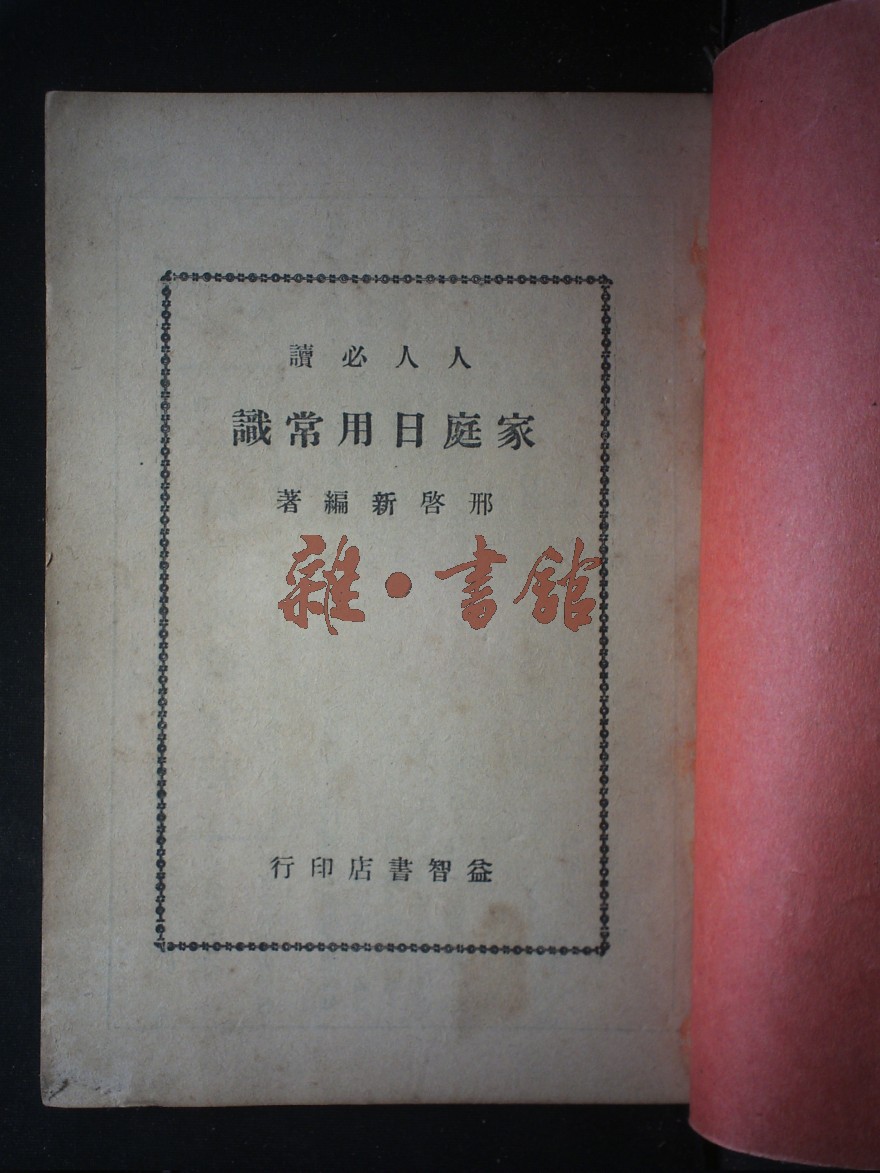 人人必讀
家庭日用常識
邢啓新編著
雜·書館
益智書店印行